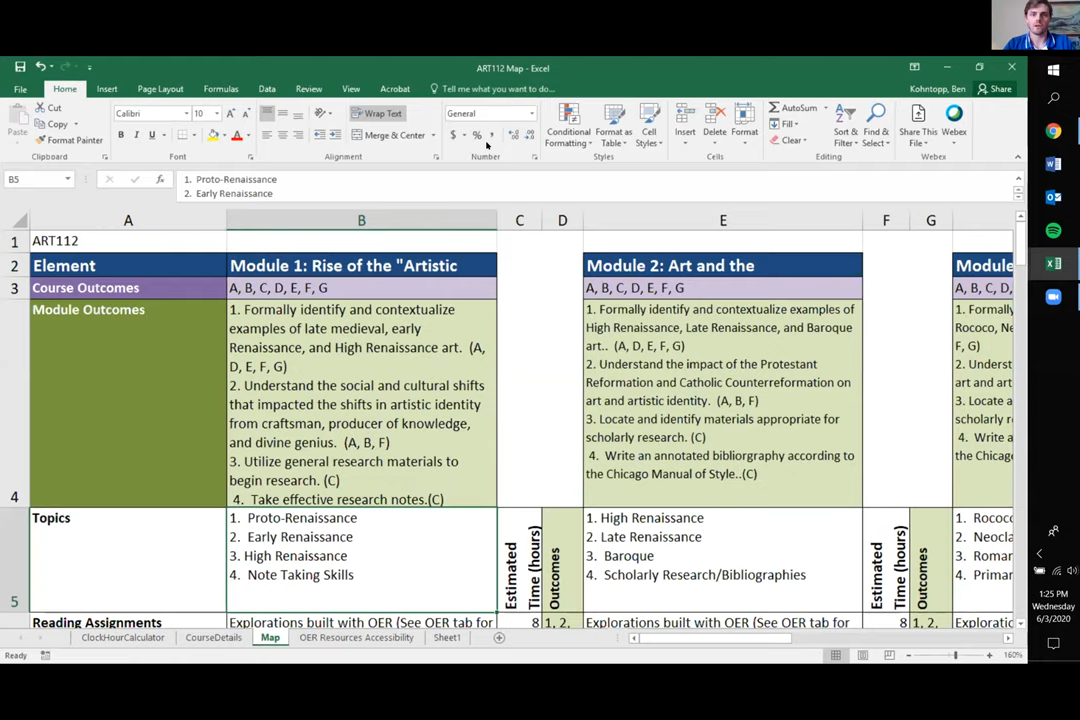 ART112 Map - Excel
File Home Insert Page Layout Formulas Data Review View Acrobat Tell me what you want to do...
Kohntopp, Ben Share
Paste
Cut
Copy
Format Painter
Clipboard
Calibri 10
B I U
Font
Wrap Text
Merge & Center
Alignment
General
$ % ,
Number
Conditional Formatting
Format as Table
Cell Styles
Styles
Insert Delete Format
Cells
AutoSum
Fill
Clear
Sort & Filter
Find & Select
Editing
Share This File
Webex
Webex
B5
1. Proto-Renaissance
2. Early Renaissance
A B C D E F G
1 ART112
2 Element Module 1: Rise of the "Artistic Module 2: Art and the Module
3 Course Outcomes A, B, C, D, E, F, G A, B, C, D, E, F, G A, B, C, D,
4 Module Outcomes
1. Formally identify and contextualize
examples of late medieval, early
Renaissance, and High Renaissance art. (A,
D, E, F, G)
2. Understand the social and cultural shifts
that impacted the shifts in artistic identity
from craftsman, producer of knowledge,
and divine genius. (A, B, F)
3. Utilize general research materials to
begin research. (C)
4. Take effective research notes.(C)
1. Formally identify and contextualize examples of
High Renaissance, Late Renaissance, and Baroque
art.. (A, D, E, F, G)
2. Understand the impact of the Protestant
Reformation and Catholic Counterreformation on
art and artistic identity. (A, B, F)
3. Locate and identify materials appropriate for
scholarly research. (C)
4. Write an annotated bibliorgraphy according to
the Chicago Manual of Style..(C)
1. Formally
Rococo, Ne
F, G)
2. Underst
art and art
3. Locate a
scholarly r
4. Write a
the Chicag
5 Topics
1. Proto-Renaissance
2. Early Renaissance
3. High Renaissance
4. Note Taking Skills
Estimated
Time (hours)
Outcomes
1. High Renaissance
2. Late Renaissance
3. Baroque
4. Scholarly Research/Bibliographies
Estimated
Time (hours)
Outcomes
1. Rococo
2. Neocla
3. Roman
4. Primar
Reading Assignments Explorations built with OER (See OER tab for 8 1, 2, Explorations built with OER (See OER tab for 8 1, 2, Exploratio
ClockHourCalculator CourseDetails Map OER Resources Accessibility Sheet1
Ready
160%
1:25 PM
Wednesday
6/3/2020